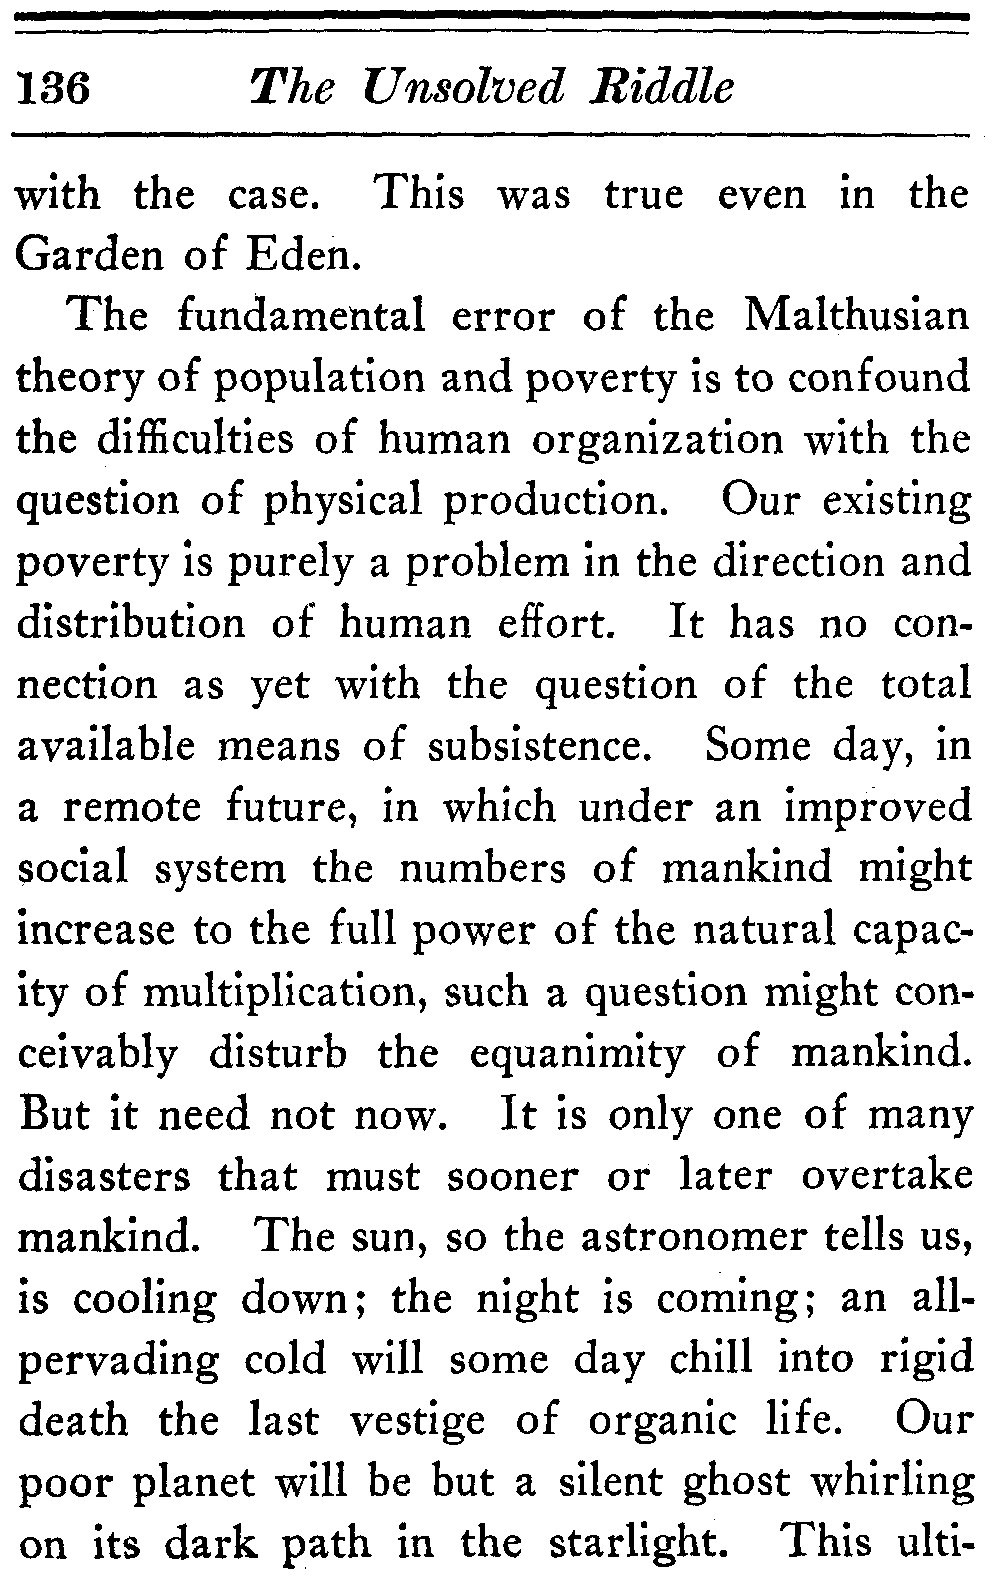 136 The Unsolved Riddle
with the case. This was true even in the
Garden of Eden.
The fundamental error of the Malthusian
theory of population and poverty is to confound
the difficulties of human organization with the
question of physical production. Our existing
poverty is purely a problem in the direction and
distribution of human effort. It has no con-
nection as yet with the question of the total
available means of subsistence. Some day, in
a remote future, in which under an improved
social system the numbers of mankind might
increase to the full power of the natural capac-
ity of multiplication, such a question might con-
ceivably disturb the equanimity of mankind.
But it need not now. It is only one of many
disasters that must sooner or later overtake
mankind. The sun, so the astronomer tells us,
is cooling down; the night is coming; an all-
pervading cold will some day chill into rigid
death the last vestige of organic life. Our
poor planet will be but a silent ghost whirling
on its dark path in the starlight. This ulti-